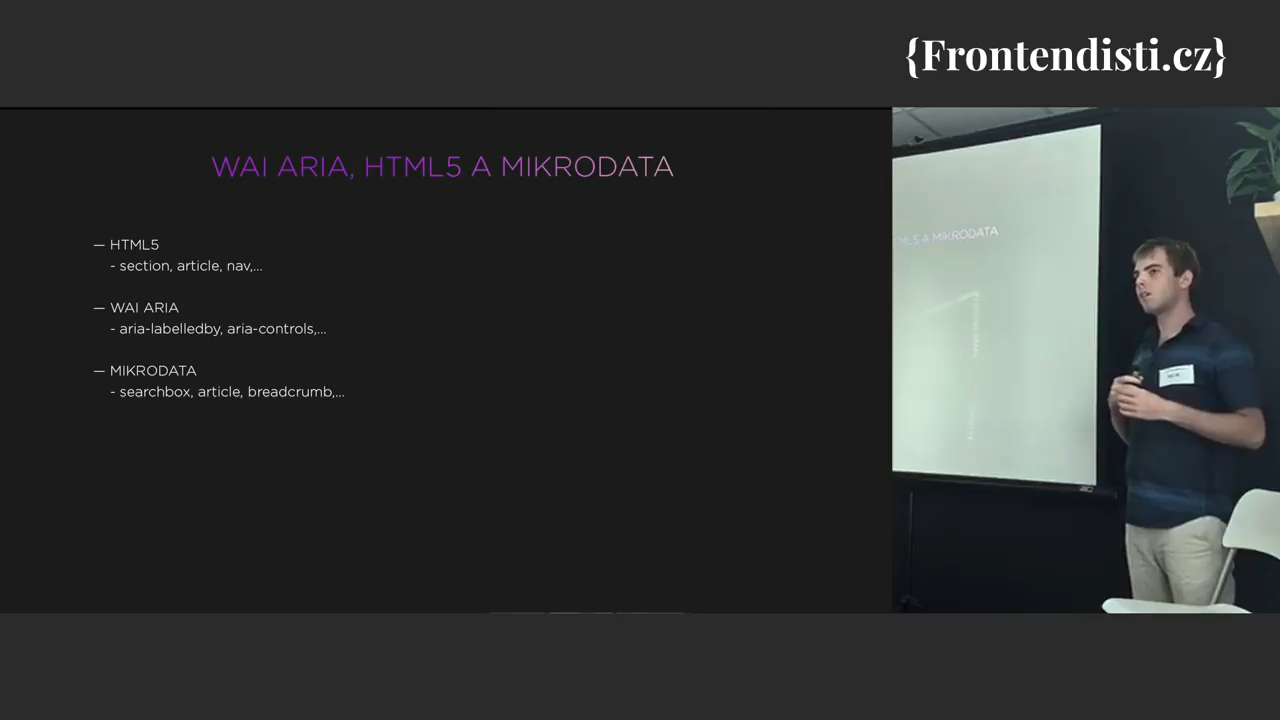 {Frontendisti.cz}
WAI ARIA, HTML5 A MIKRODATA
— HTML5
- section, article, nav,...
— WAI ARIA
- aria-labelledby, aria-controls,...
— MIKRODATA
- searchbox, article, breadcrumb,...
HTML5 A MIKRODATA